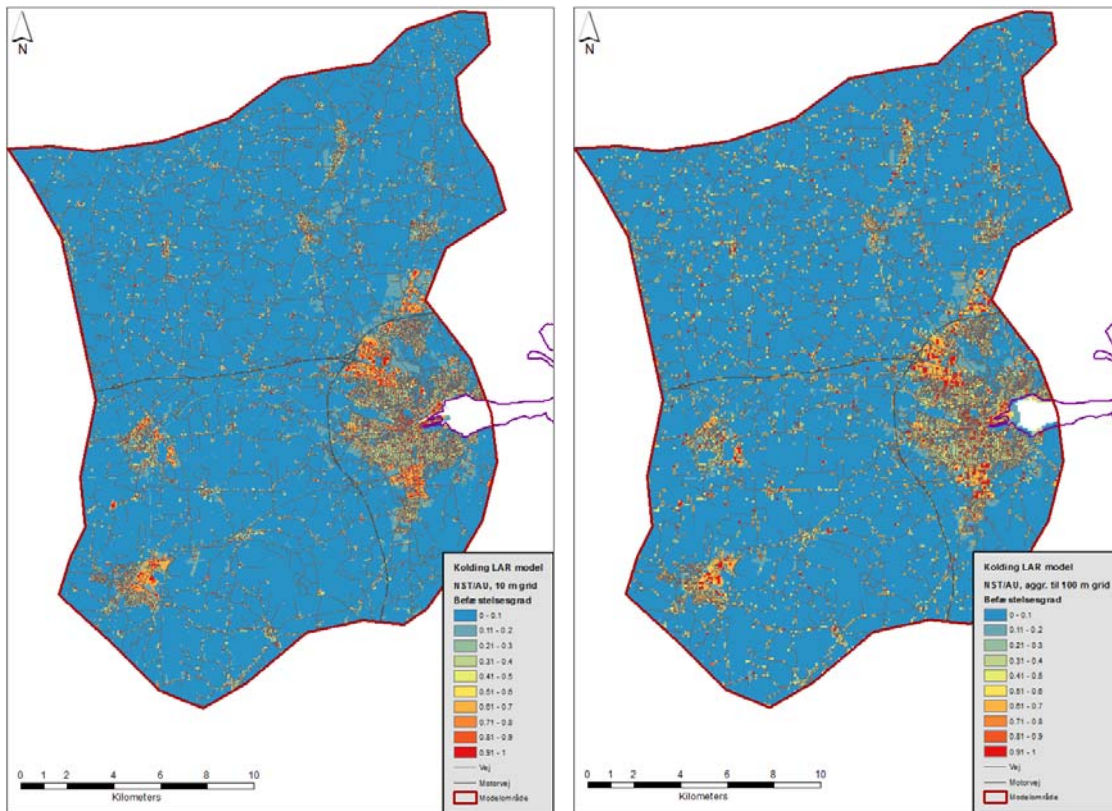 N
Kolding LAR model
NST/AU, 10 m grid
Befæstelsesgrad
0 - 0.1
0.11 - 0.2
0.21 - 0.3
0.31 - 0.4
0.41 - 0.5
0.51 - 0.6
0.61 - 0.7
0.71 - 0.8
0.81 - 0.9
0.91 - 1
Vej
Motorvej
Modelområde
0 1 2 4 6 8 10
Kilometers
N
Kolding LAR model
NST/AU, aggr. til 100 m grid
Befæstelsesgrad
0 - 0.1
0.11 - 0.2
0.21 - 0.3
0.31 - 0.4
0.41 - 0.5
0.51 - 0.6
0.61 - 0.7
0.71 - 0.8
0.81 - 0.9
0.91 - 1
Vej
Motorvej
Modelområde
0 1 2 4 6 8 10
Kilometers